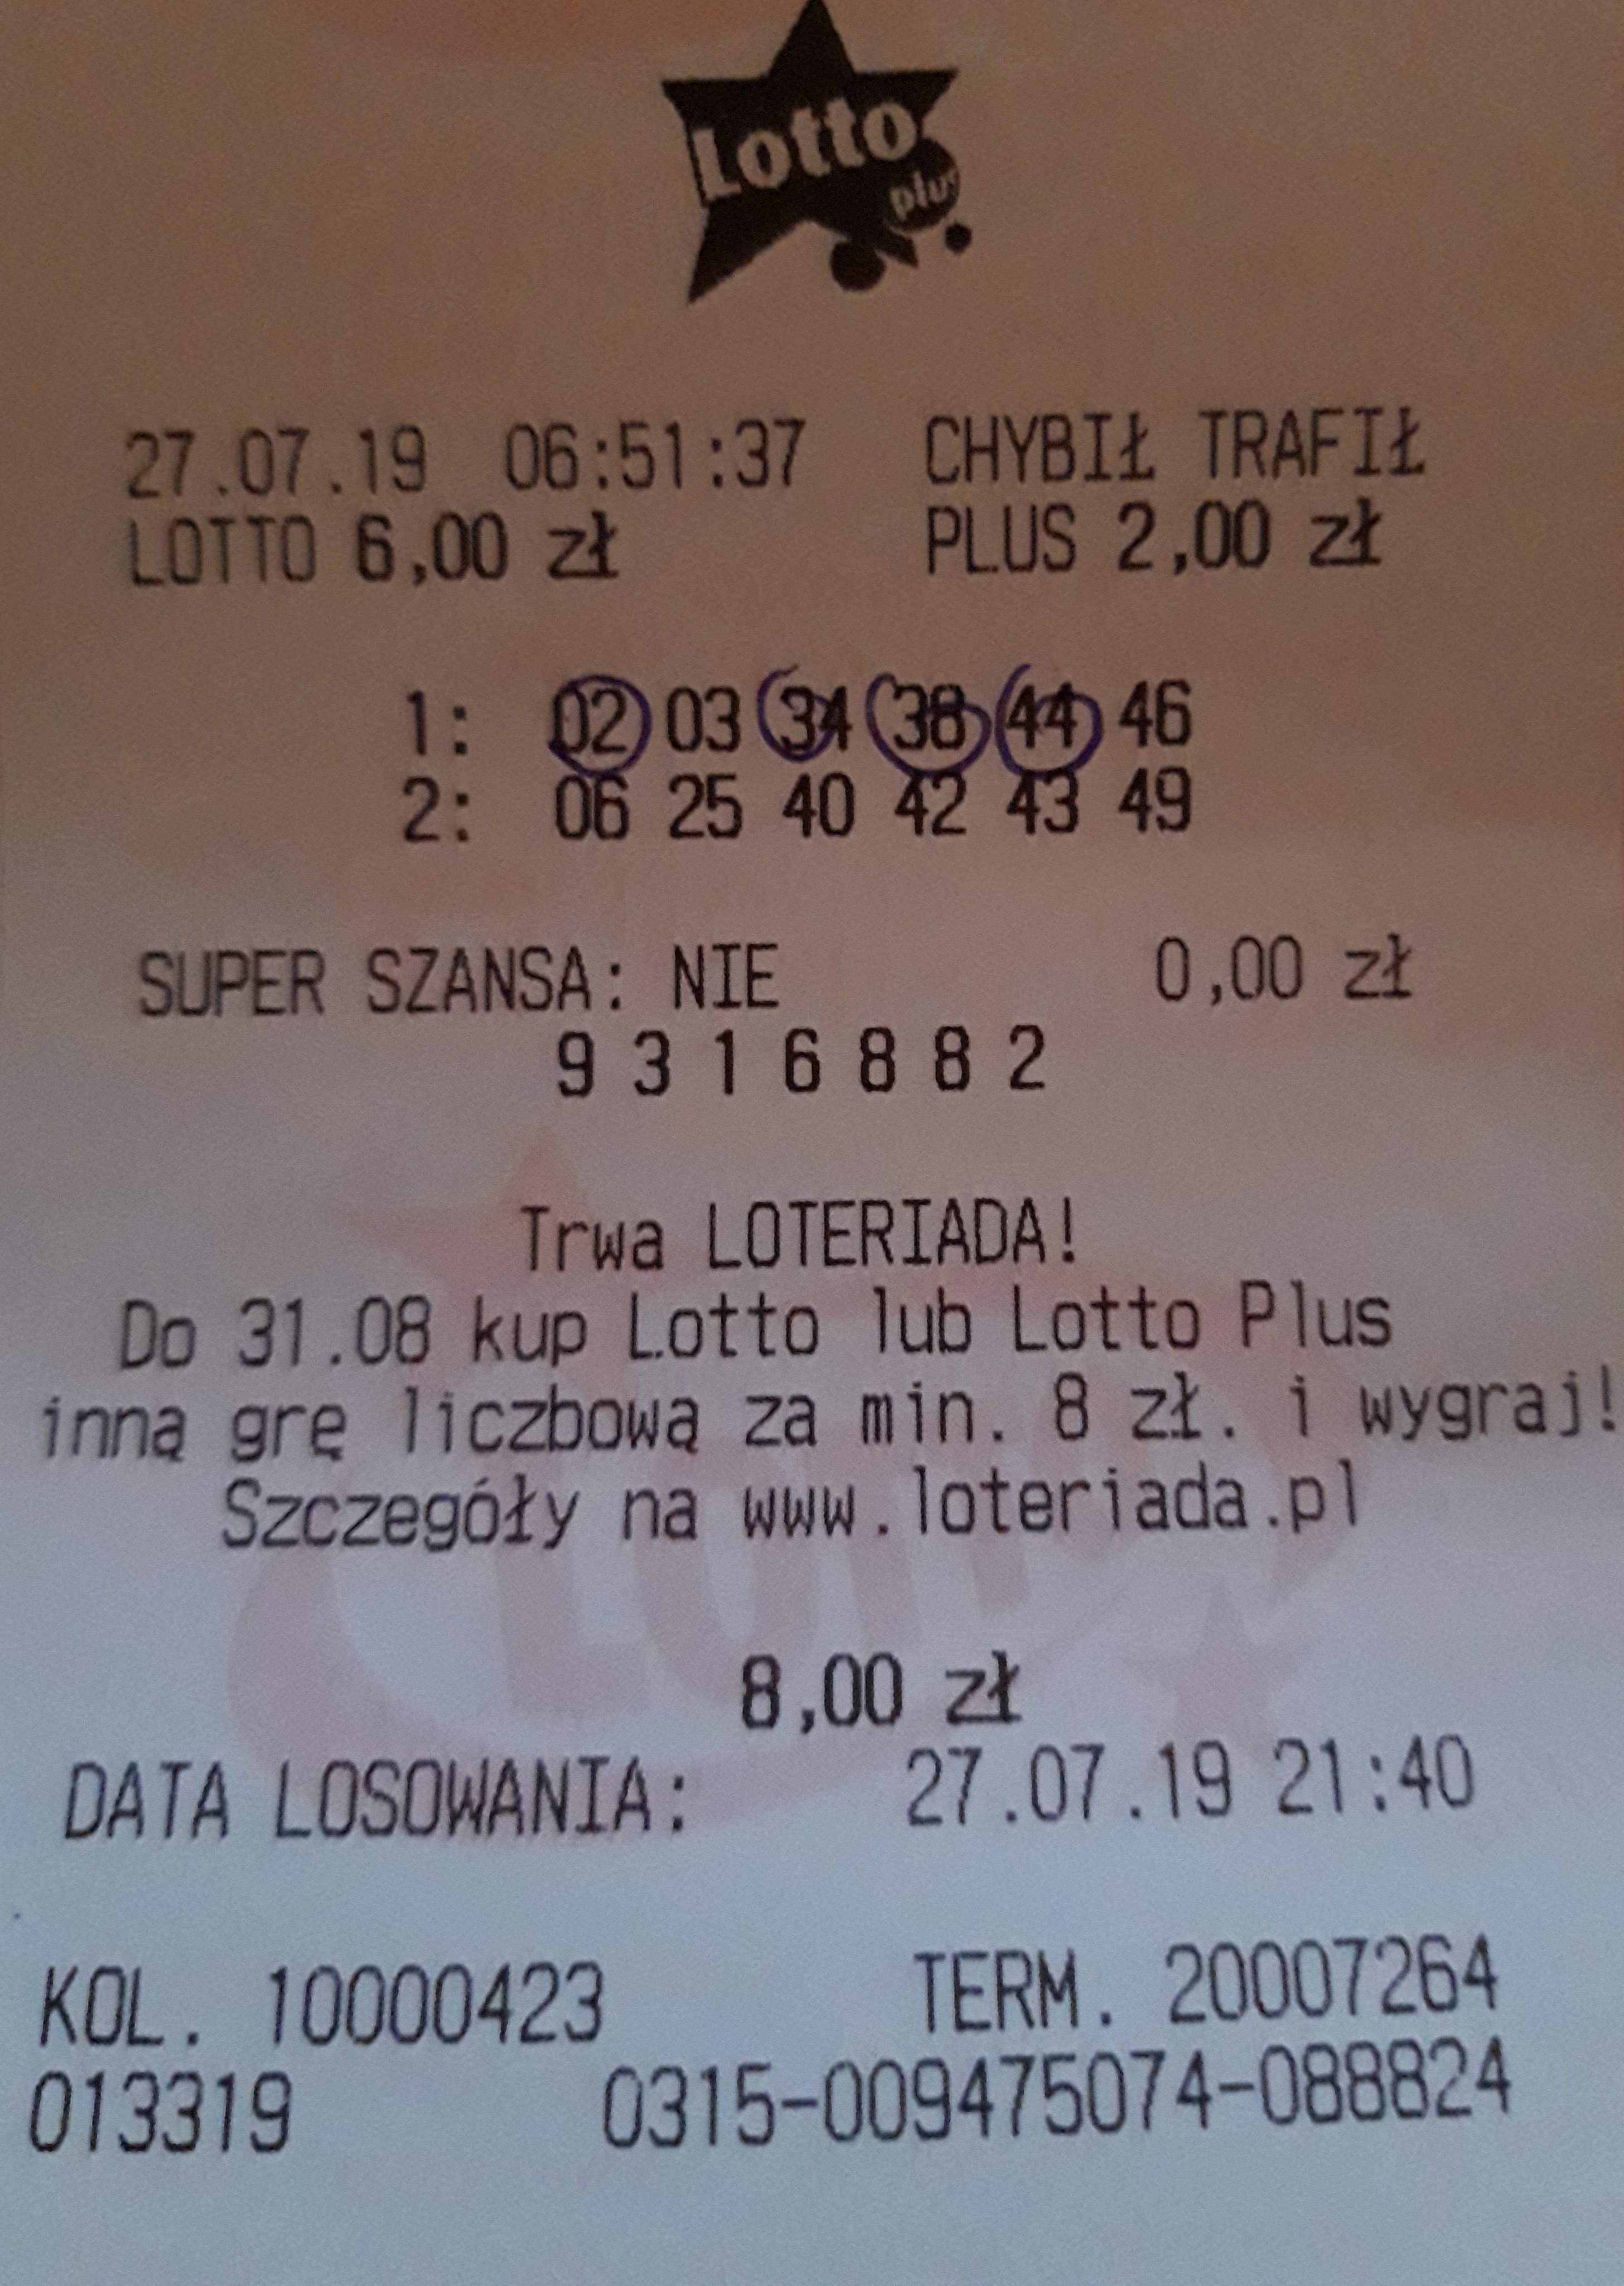 Lotto
plus
27.07.19 06:51:37 CHYBIŁ TRAFIŁ
LOTTO 6,00 zł PLUS 2,00 zł
1: 02 03 34 38 44 46
2: 06 25 40 42 43 49
SUPER SZANSA: NIE 0,00 zł
9 3 1 6 8 8 2
Trwa LOTERIADA!
Do 31.08 kup Lotto lub Lotto Plus
inną grę liczbową za min. 8 zł. i wygraj!
Szczegóły na www.loteriada.pl
LOTTO
8,00 zł
DATA LOSOWANIA: 27.07.19 21:40
KOL. 10000423 TERM. 20007264
013319 0315-009475074-088824